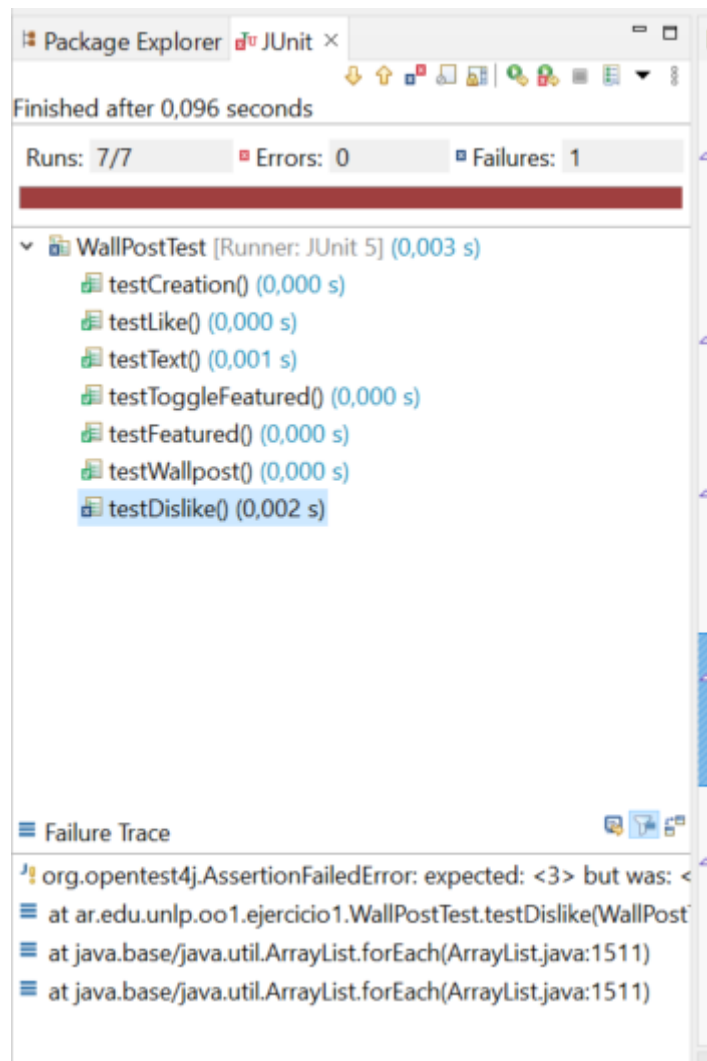 Package Explorer JUnit ×
Finished after 0,096 seconds
Runs: 7/7 Errors: 0 Failures: 1
WallPostTest [Runner: JUnit 5] (0,003 s)
testCreation() (0,000 s)
testLike() (0,000 s)
testText() (0,001 s)
testToggleFeatured() (0,000 s)
testFeatured() (0,000 s)
testWallpost() (0,000 s)
testDislike() (0,002 s)
Failure Trace
org.opentest4j.AssertionFailedError: expected: <3> but was: <
at ar.edu.unlp.oo1.ejercicio1.WallPostTest.testDislike(WallPost
at java.base/java.util.ArrayList.forEach(ArrayList.java:1511)
at java.base/java.util.ArrayList.forEach(ArrayList.java:1511)